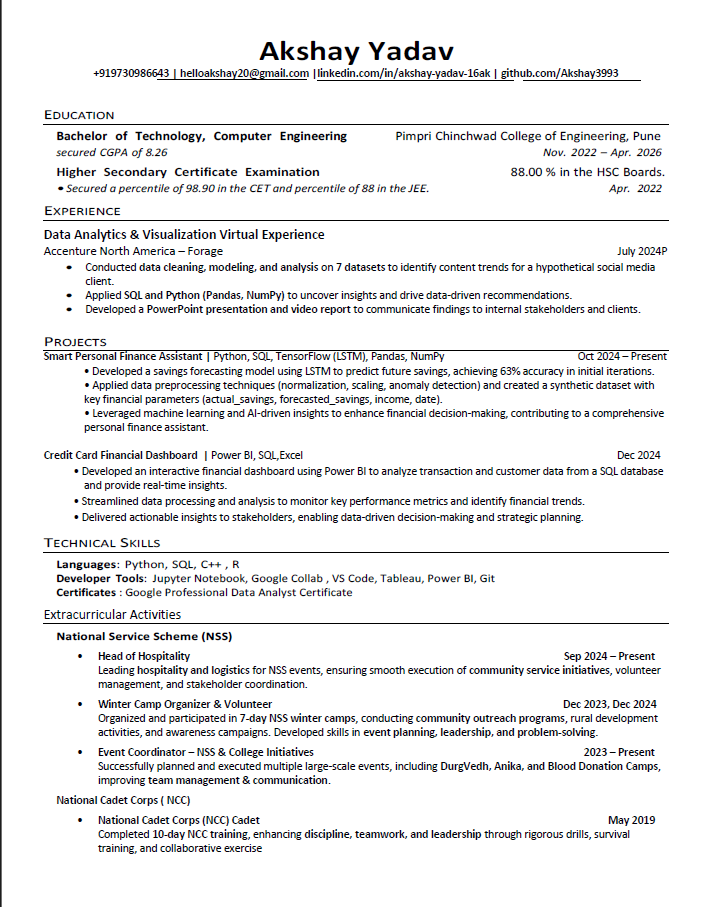 Akshay Yadav
+919730986643 | helloakshay20@gmail.com |linkedin.com/in/akshay-yadav-16ak | github.com/Akshay3993
EDUCATION
Bachelor of Technology, Computer Engineering Pimpri Chinchwad College of Engineering, Pune
secured CGPA of 8.26 Nov. 2022 – Apr. 2026
Higher Secondary Certificate Examination 88.00 % in the HSC Boards.
• Secured a percentile of 98.90 in the CET and percentile of 88 in the JEE. Apr. 2022
EXPERIENCE
Data Analytics & Visualization Virtual Experience
Accenture North America – Forage July 2024P
• Conducted data cleaning, modeling, and analysis on 7 datasets to identify content trends for a hypothetical social media
client.
• Applied SQL and Python (Pandas, NumPy) to uncover insights and drive data-driven recommendations.
• Developed a PowerPoint presentation and video report to communicate findings to internal stakeholders and clients.
PROJECTS
Smart Personal Finance Assistant | Python, SQL, TensorFlow (LSTM), Pandas, NumPy Oct 2024 – Present
• Developed a savings forecasting model using LSTM to predict future savings, achieving 63% accuracy in initial iterations.
• Applied data preprocessing techniques (normalization, scaling, anomaly detection) and created a synthetic dataset with
key financial parameters (actual_savings, forecasted_savings, income, date).
• Leveraged machine learning and AI-driven insights to enhance financial decision-making, contributing to a comprehensive
personal finance assistant.
Credit Card Financial Dashboard | Power BI, SQL,Excel Dec 2024
• Developed an interactive financial dashboard using Power BI to analyze transaction and customer data from a SQL database
and provide real-time insights.
• Streamlined data processing and analysis to monitor key performance metrics and identify financial trends.
• Delivered actionable insights to stakeholders, enabling data-driven decision-making and strategic planning.
TECHNICAL SKILLS
Languages: Python, SQL, C++ , R
Developer Tools: Jupyter Notebook, Google Collab , VS Code, Tableau, Power BI, Git
Certificates : Google Professional Data Analyst Certificate
Extracurricular Activities
National Service Scheme (NSS)
• Head of Hospitality Sep 2024 – Present
Leading hospitality and logistics for NSS events, ensuring smooth execution of community service initiatives, volunteer
management, and stakeholder coordination.
• Winter Camp Organizer & Volunteer Dec 2023, Dec 2024
Organized and participated in 7-day NSS winter camps, conducting community outreach programs, rural development
activities, and awareness campaigns. Developed skills in event planning, leadership, and problem-solving.
• Event Coordinator – NSS & College Initiatives 2023 – Present
Successfully planned and executed multiple large-scale events, including DurgVedh, Anika, and Blood Donation Camps,
improving team management & communication.
National Cadet Corps ( NCC)
• National Cadet Corps (NCC) Cadet May 2019
Completed 10-day NCC training, enhancing discipline, teamwork, and leadership through rigorous drills, survival
training, and collaborative exercise